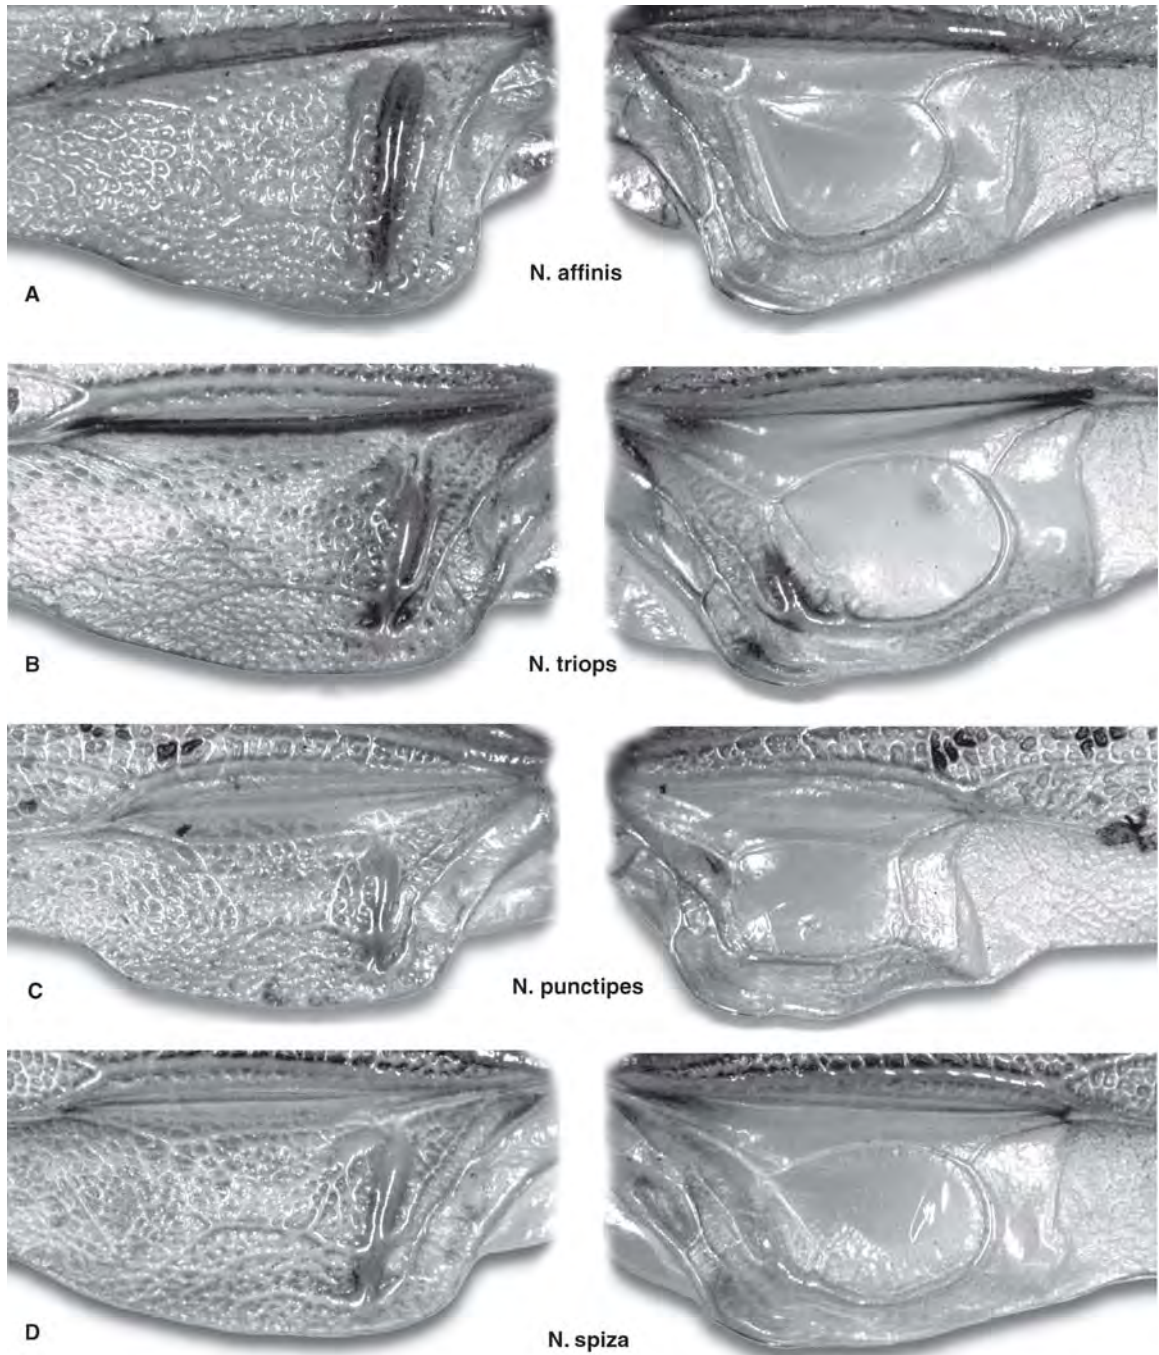 A
N. affinis
B
N. triops
C
N. punctipes
D
N. spiza